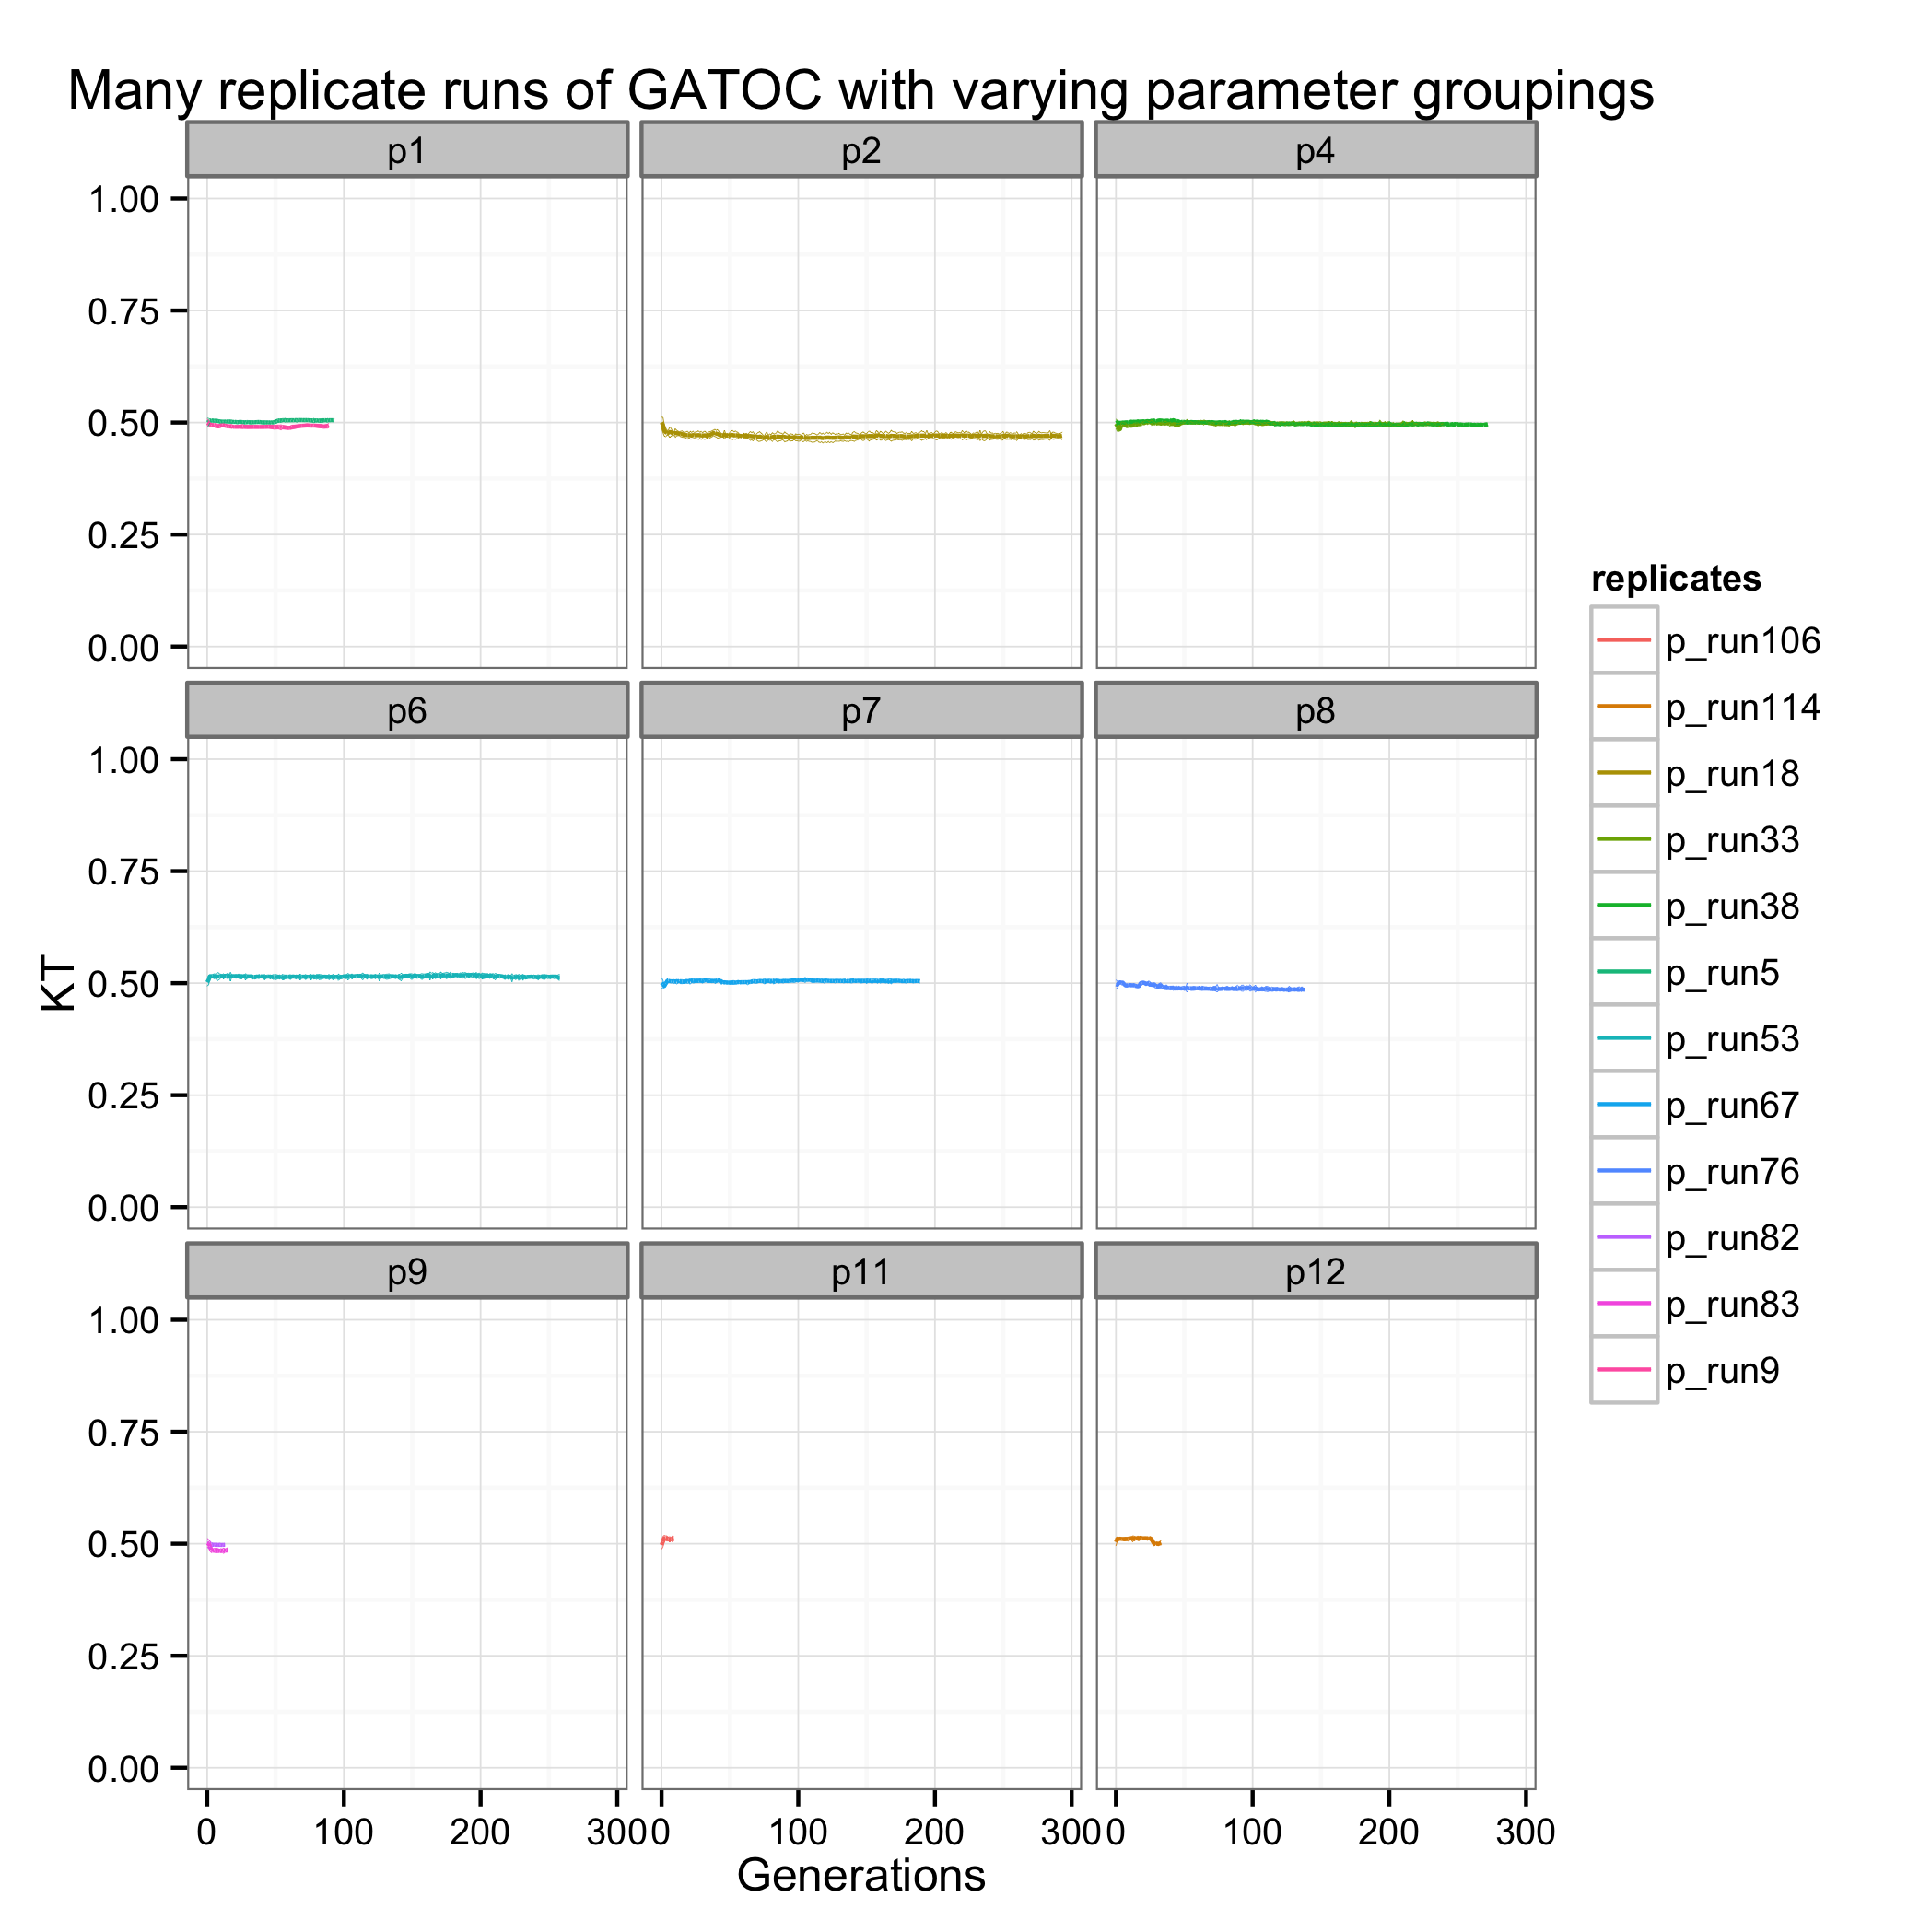 Many replicate runs of GATOC with varying parameter groupings
p1 p2 p4
1.00
0.75
0.50
0.25
0.00
p6 p7 p8
1.00
0.75
0.50
0.25
0.00
p9 p11 p12
1.00
0.75
0.50
0.25
0.00
KT
0 100 200 300 0 100 200 300 0 100 200 300
Generations
replicates
p_run106
p_run114
p_run18
p_run33
p_run38
p_run5
p_run53
p_run67
p_run76
p_run82
p_run83
p_run9